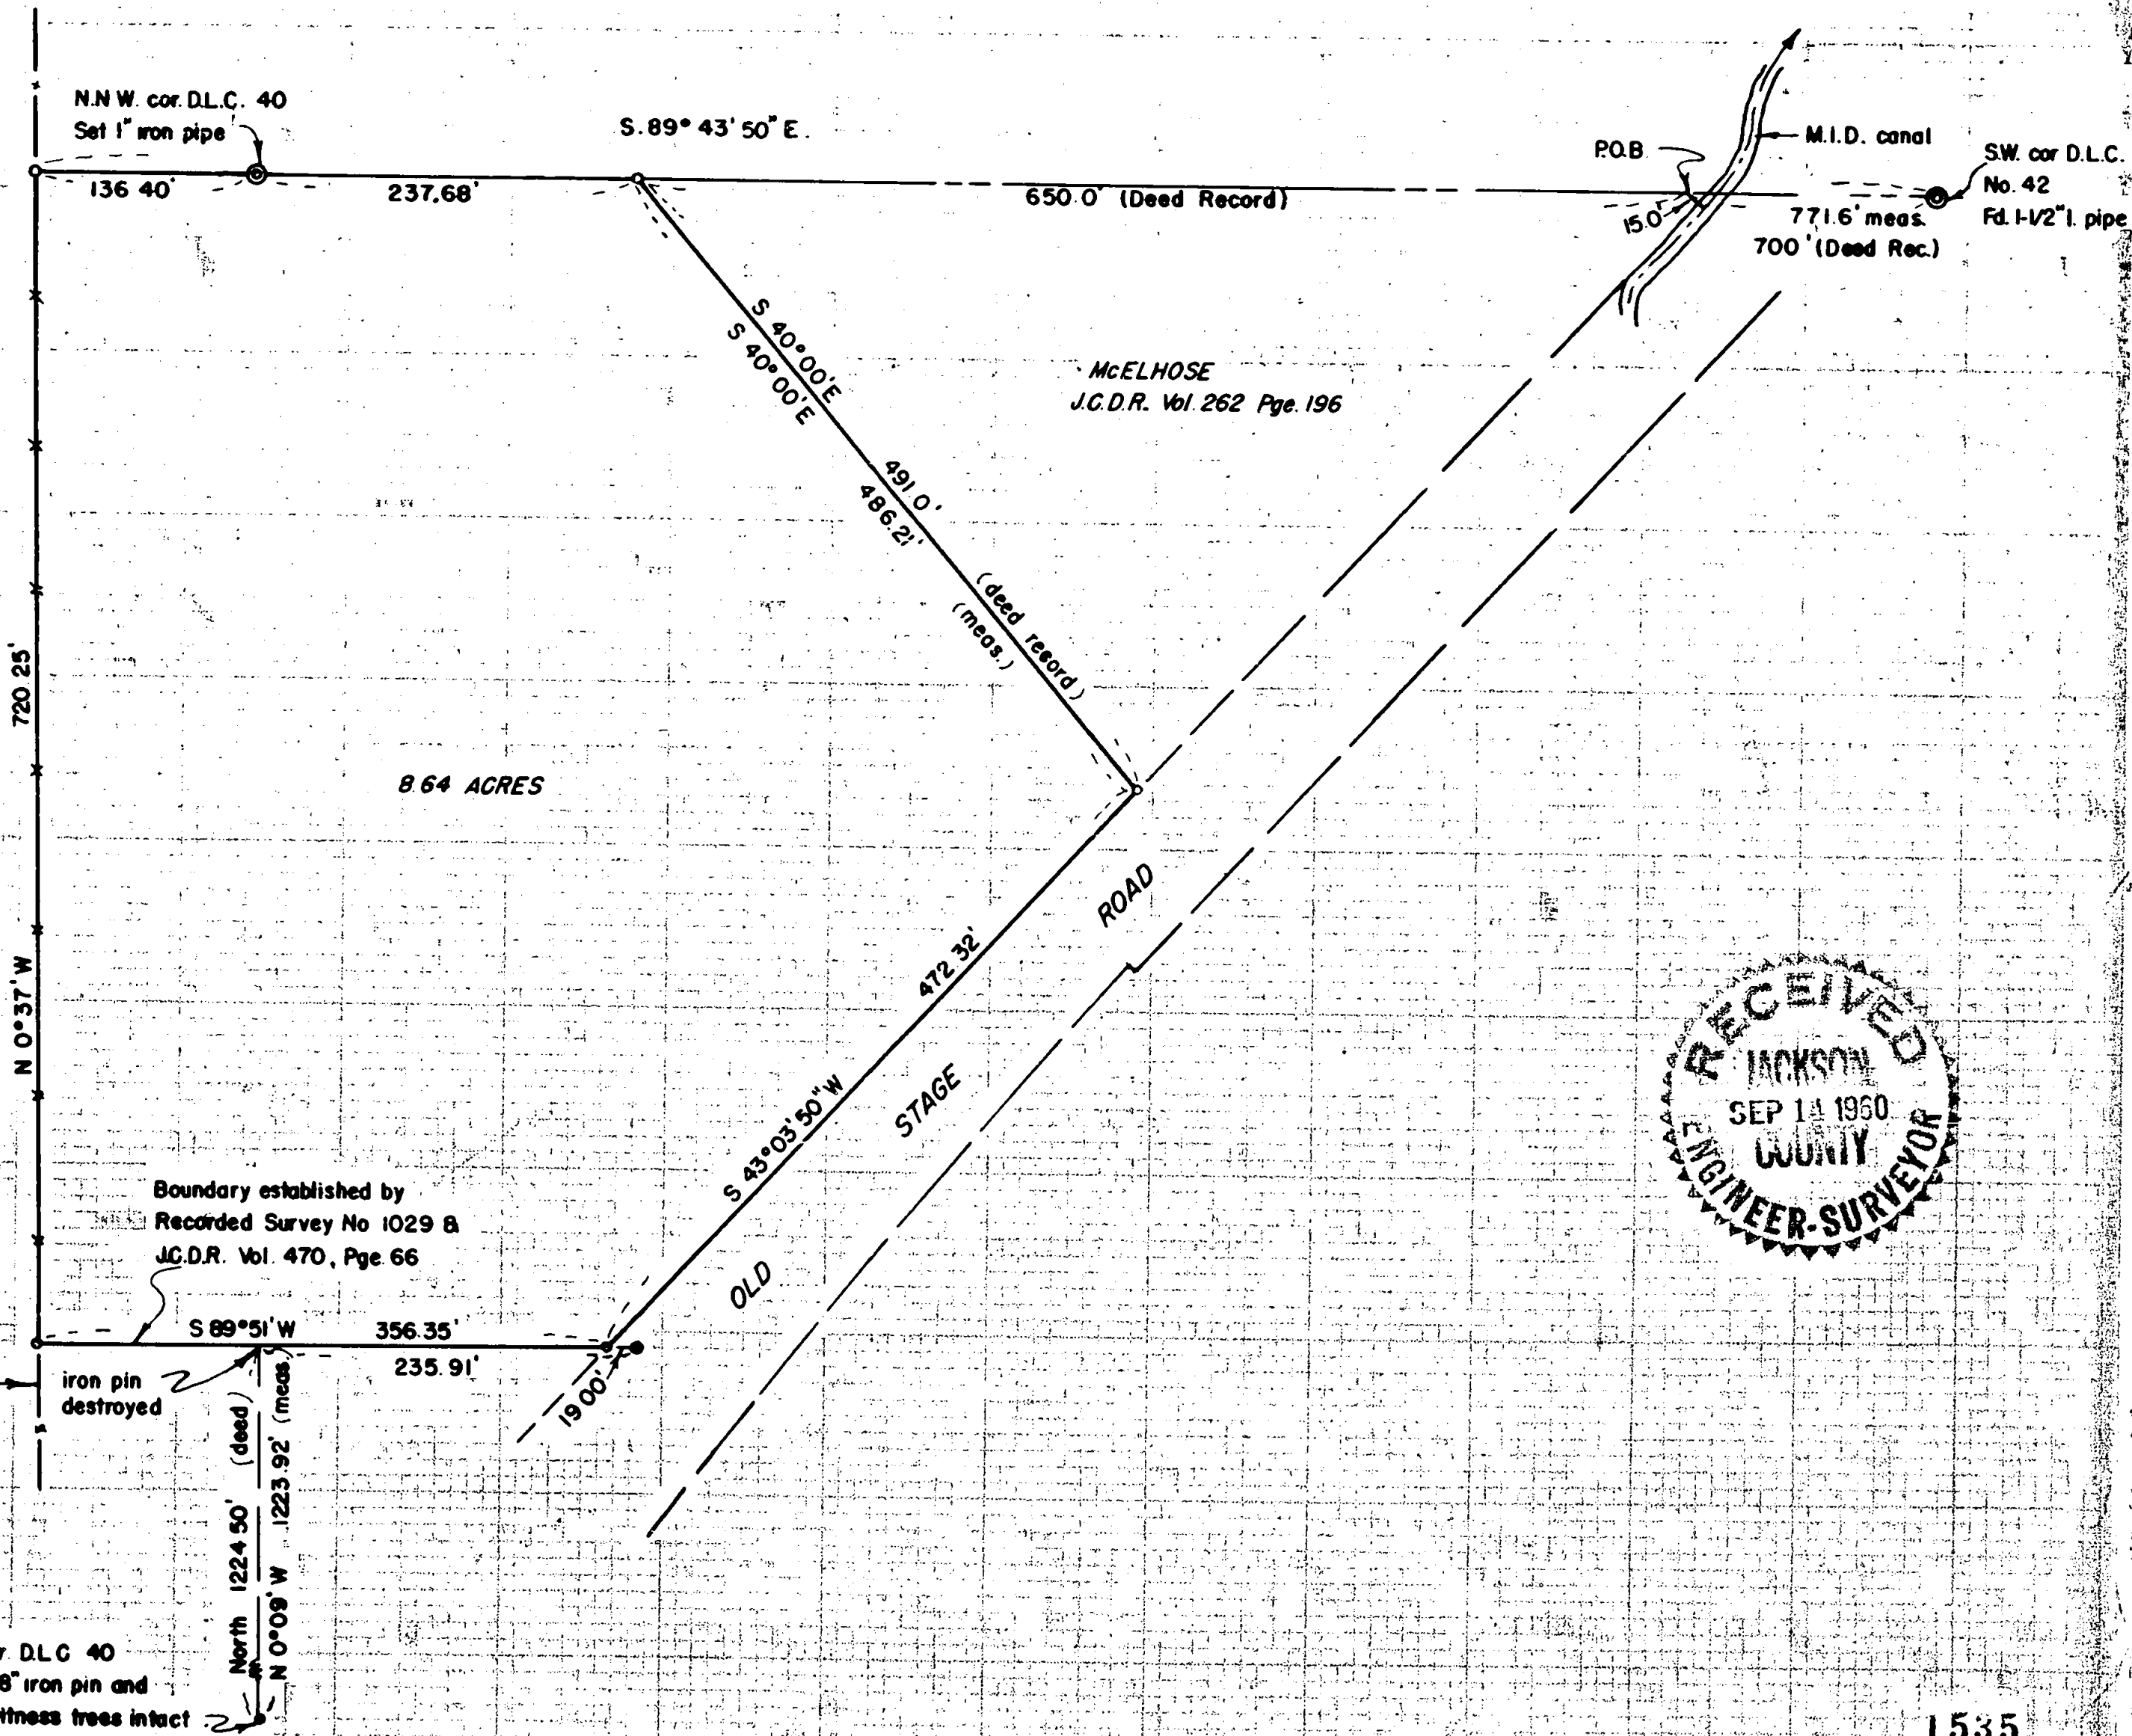 N.N W. cor. D.L.C. 40
Set 1" iron pipe
S. 89° 43' 50" E.
136 40'
237.68'
650.0' (Deed Record)
P.O.B.
15.0'
M.I.D. canal
S.W. cor D.L.C.
No. 42
Fd. 1-1/2" I. pipe
771.6' meas.
700' (Deed Rec.)
S 40°00'E
S 40°00'E
491.0'
486.21'
(deed record)
(meas.)
McELHOSE
J.C.D.R. Vol. 262 Pge. 196
720 25'
N 0°37' W
8 64 ACRES
472 32'
S 43°03'50"W
OLD STAGE ROAD
RECEIVED
JACKSON
SEP 14 1960
COUNTY
ENGINEER-SURVEYOR
Boundary established by
Recorded Survey No 1029 &
J.C.D.R. Vol. 470, Pge. 66
S 89°51' W
356.35'
235.91'
19 00'
iron pin
destroyed
North 1224 50' (deed)
N 0°09' W 1223.92' (meas.
D.L.C 40
8" iron pin and
trees intact
1535